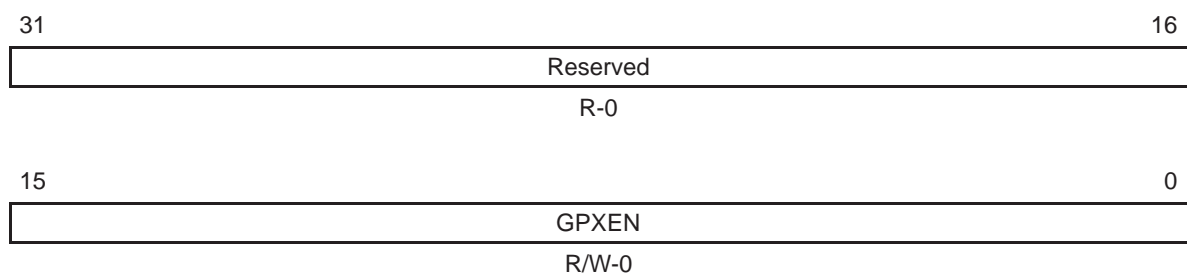 31 16
Reserved
R-0
15 0
GPXEN
R/W-0